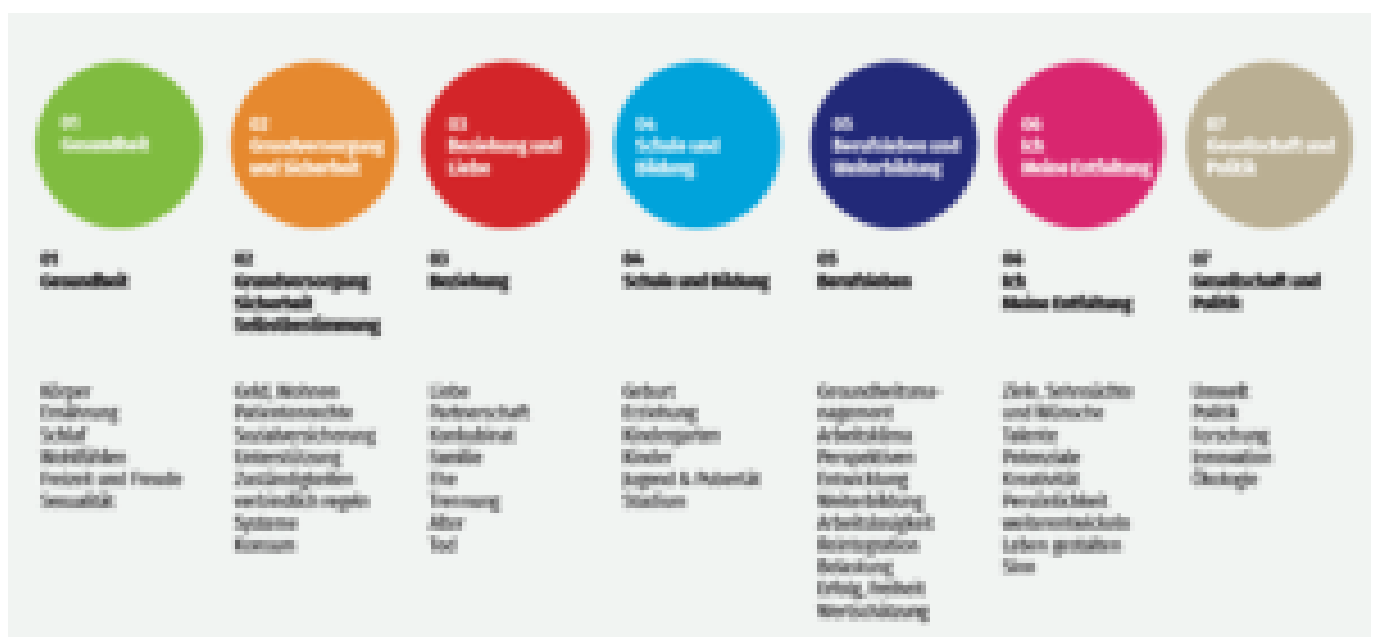 01
Gesundheit
02
Grundversorgung
und Sicherheit
03
Beziehung und
Liebe
04
Schule und
Bildung
05
Berufsleben und
Weiterbildung
06
Ich
Meine Entfaltung
07
Gesellschaft und
Politik
01
Gesundheit
02
Grundversorgung
Sicherheit
Selbstbestimmung
03
Beziehung
04
Schule und Bildung
05
Berufsleben
06
Ich
Meine Entfaltung
07
Gesellschaft und
Politik
Körper
Ernährung
Schlaf
Wohlfühlen
Freizeit und Freude
Sexualität
Geld, Wohnen
Patientenrechte
Sozialversicherung
Unterstützung
Zuständigkeiten
verbindlich regeln
Systeme
Konsum
Liebe
Partnerschaft
Konkubinat
Familie
Ehe
Trennung
Alter
Tod
Geburt
Erziehung
Kindergarten
Kinder
Jugend & Pubertät
Studium
Gesundheitsma-
nagement
Arbeitsklima
Perspektiven
Entwicklung
Weiterbildung
Arbeitslosigkeit
Reintegration
Belastung
Erfolg, Freiheit
Wertschätzung
Ziele, Sehnsüchte
und Wünsche
Talente
Potenziale
Kreativität
Persönlichkeit
weiterentwickeln
Leben gestalten
Sinn
Umwelt
Politik
Forschung
Innovation
Ökologie